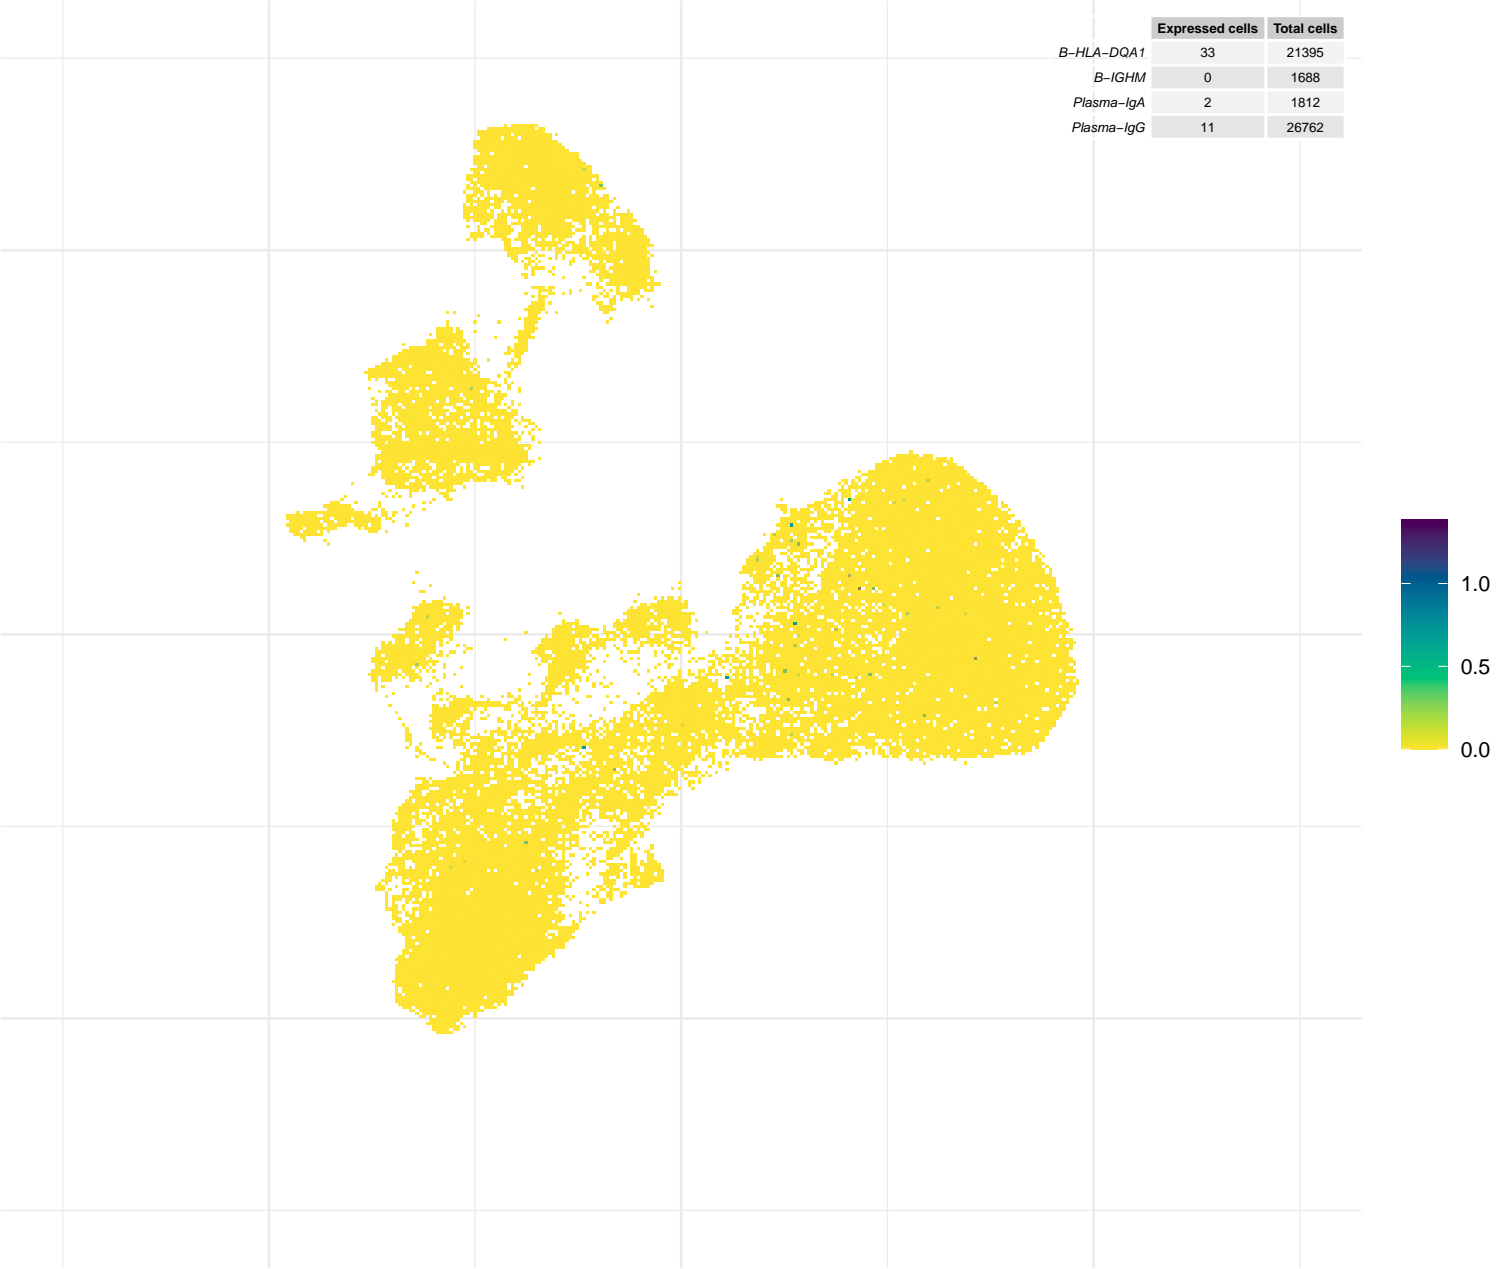 Expressed cells Total cells
B−HLA−DQA1 33 21395
B−IGHM 0 1688
Plasma−IgA 2 1812
Plasma−IgG 11 26762
1.0
0.5
0.0